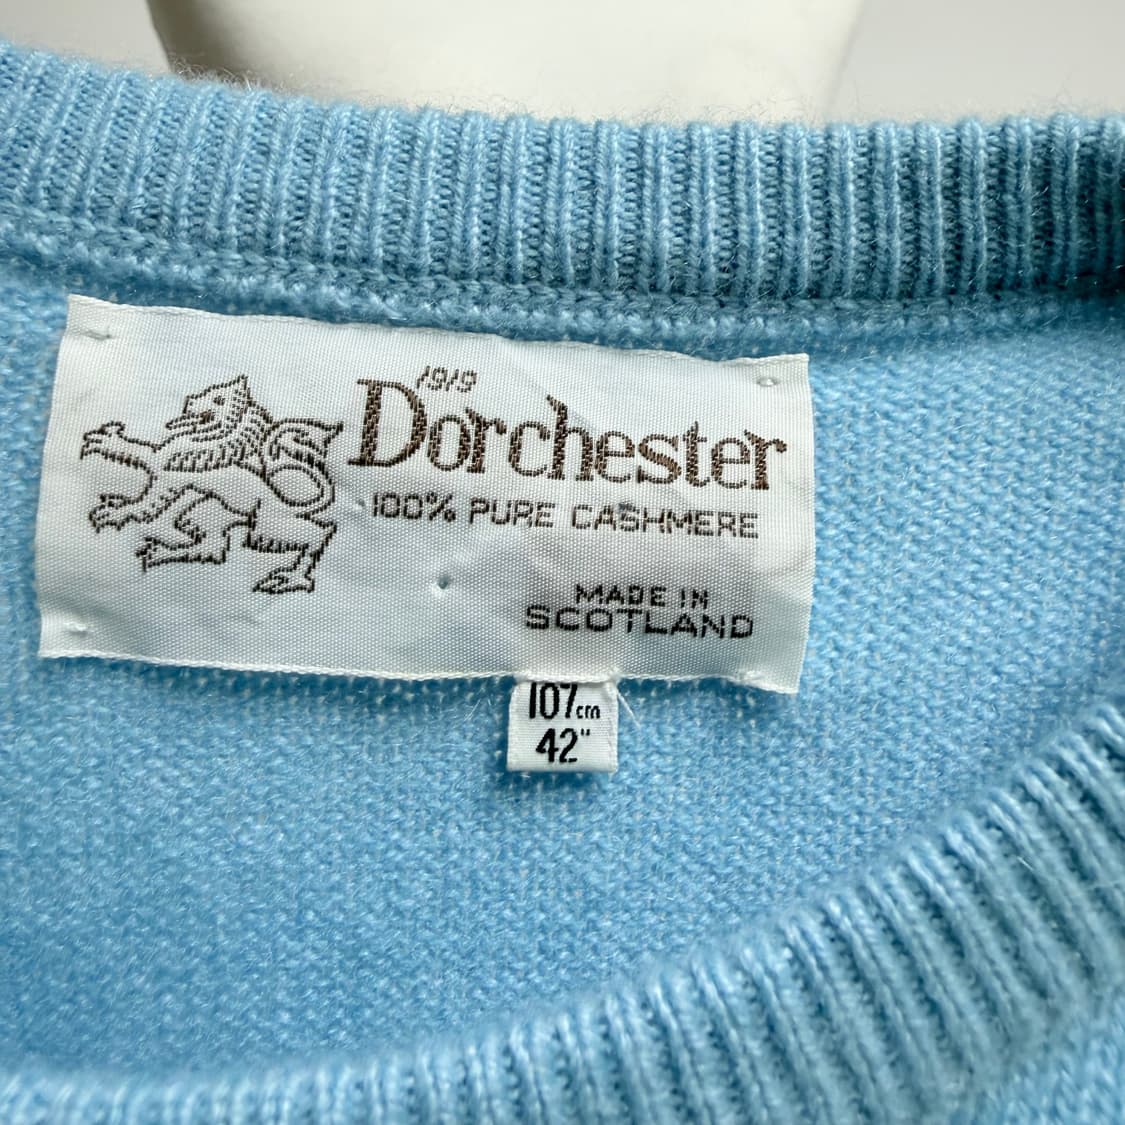 1919
Dorchester
100% PURE CASHMERE
MADE IN
SCOTLAND
107cm
42"